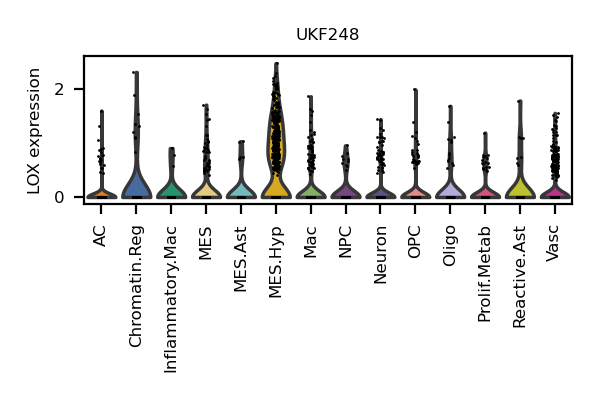 UKF248
LOX expression
2
0
AC
Chromatin.Reg
Inflammatory.Mac
MES
MES.Ast
MES.Hyp
Mac
NPC
Neuron
OPC
Oligo
Prolif.Metab
Reactive.Ast
Vasc